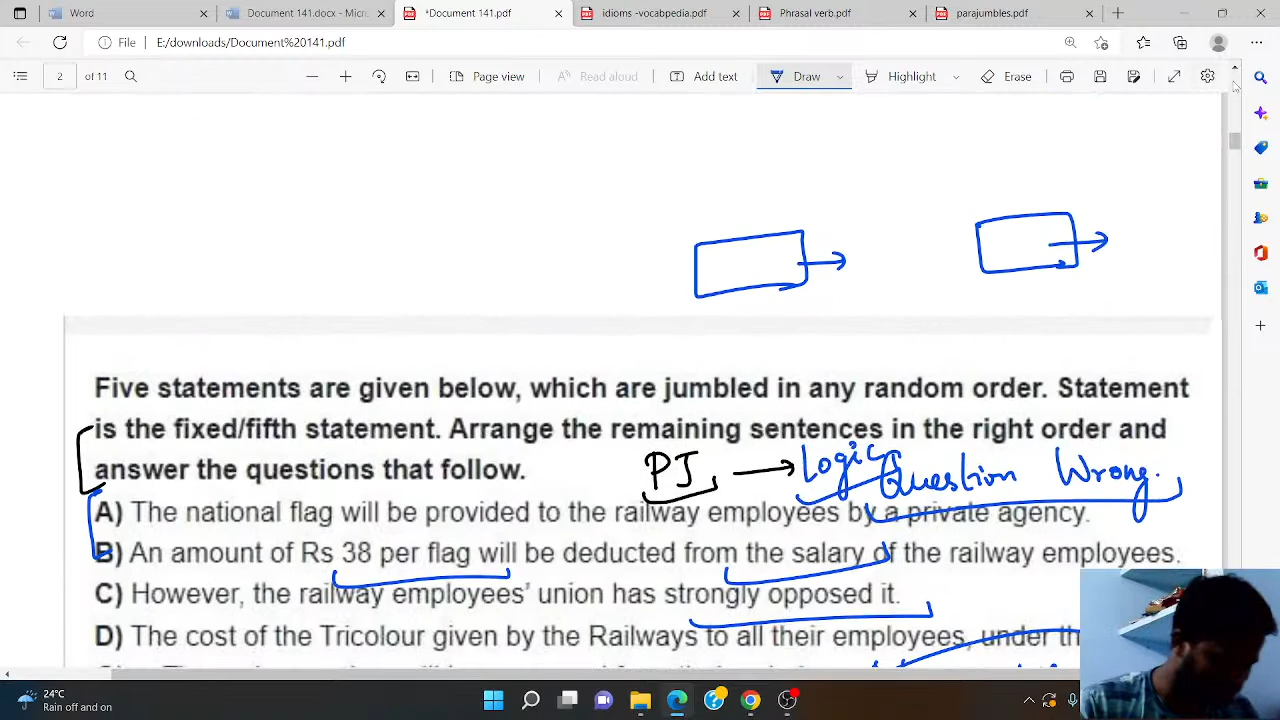 Word
Document 141.docx - Micros.
*Document 141.pdf
idioms -vocabpedia.pdf
Phrasal verb.pdf
parajumbles.pdf
File
E:/downloads/Document%20141.pdf
2 of 11
Page view
Read aloud
Add text
Draw
Highlight
Erase
Five statements are given below, which are jumbled in any random order. Statement
is the fixed/fifth statement. Arrange the remaining sentences in the right order and
answer the questions that follow.
PJ → Logic Question Wrong.
A) The national flag will be provided to the railway employees by a private agency.
B) An amount of Rs 38 per flag will be deducted from the salary of the railway employees.
C) However, the railway employees' union has strongly opposed it.
D) The cost of the Tricolour given by the Railways to all their employees, under th
24°C
Rain off and on